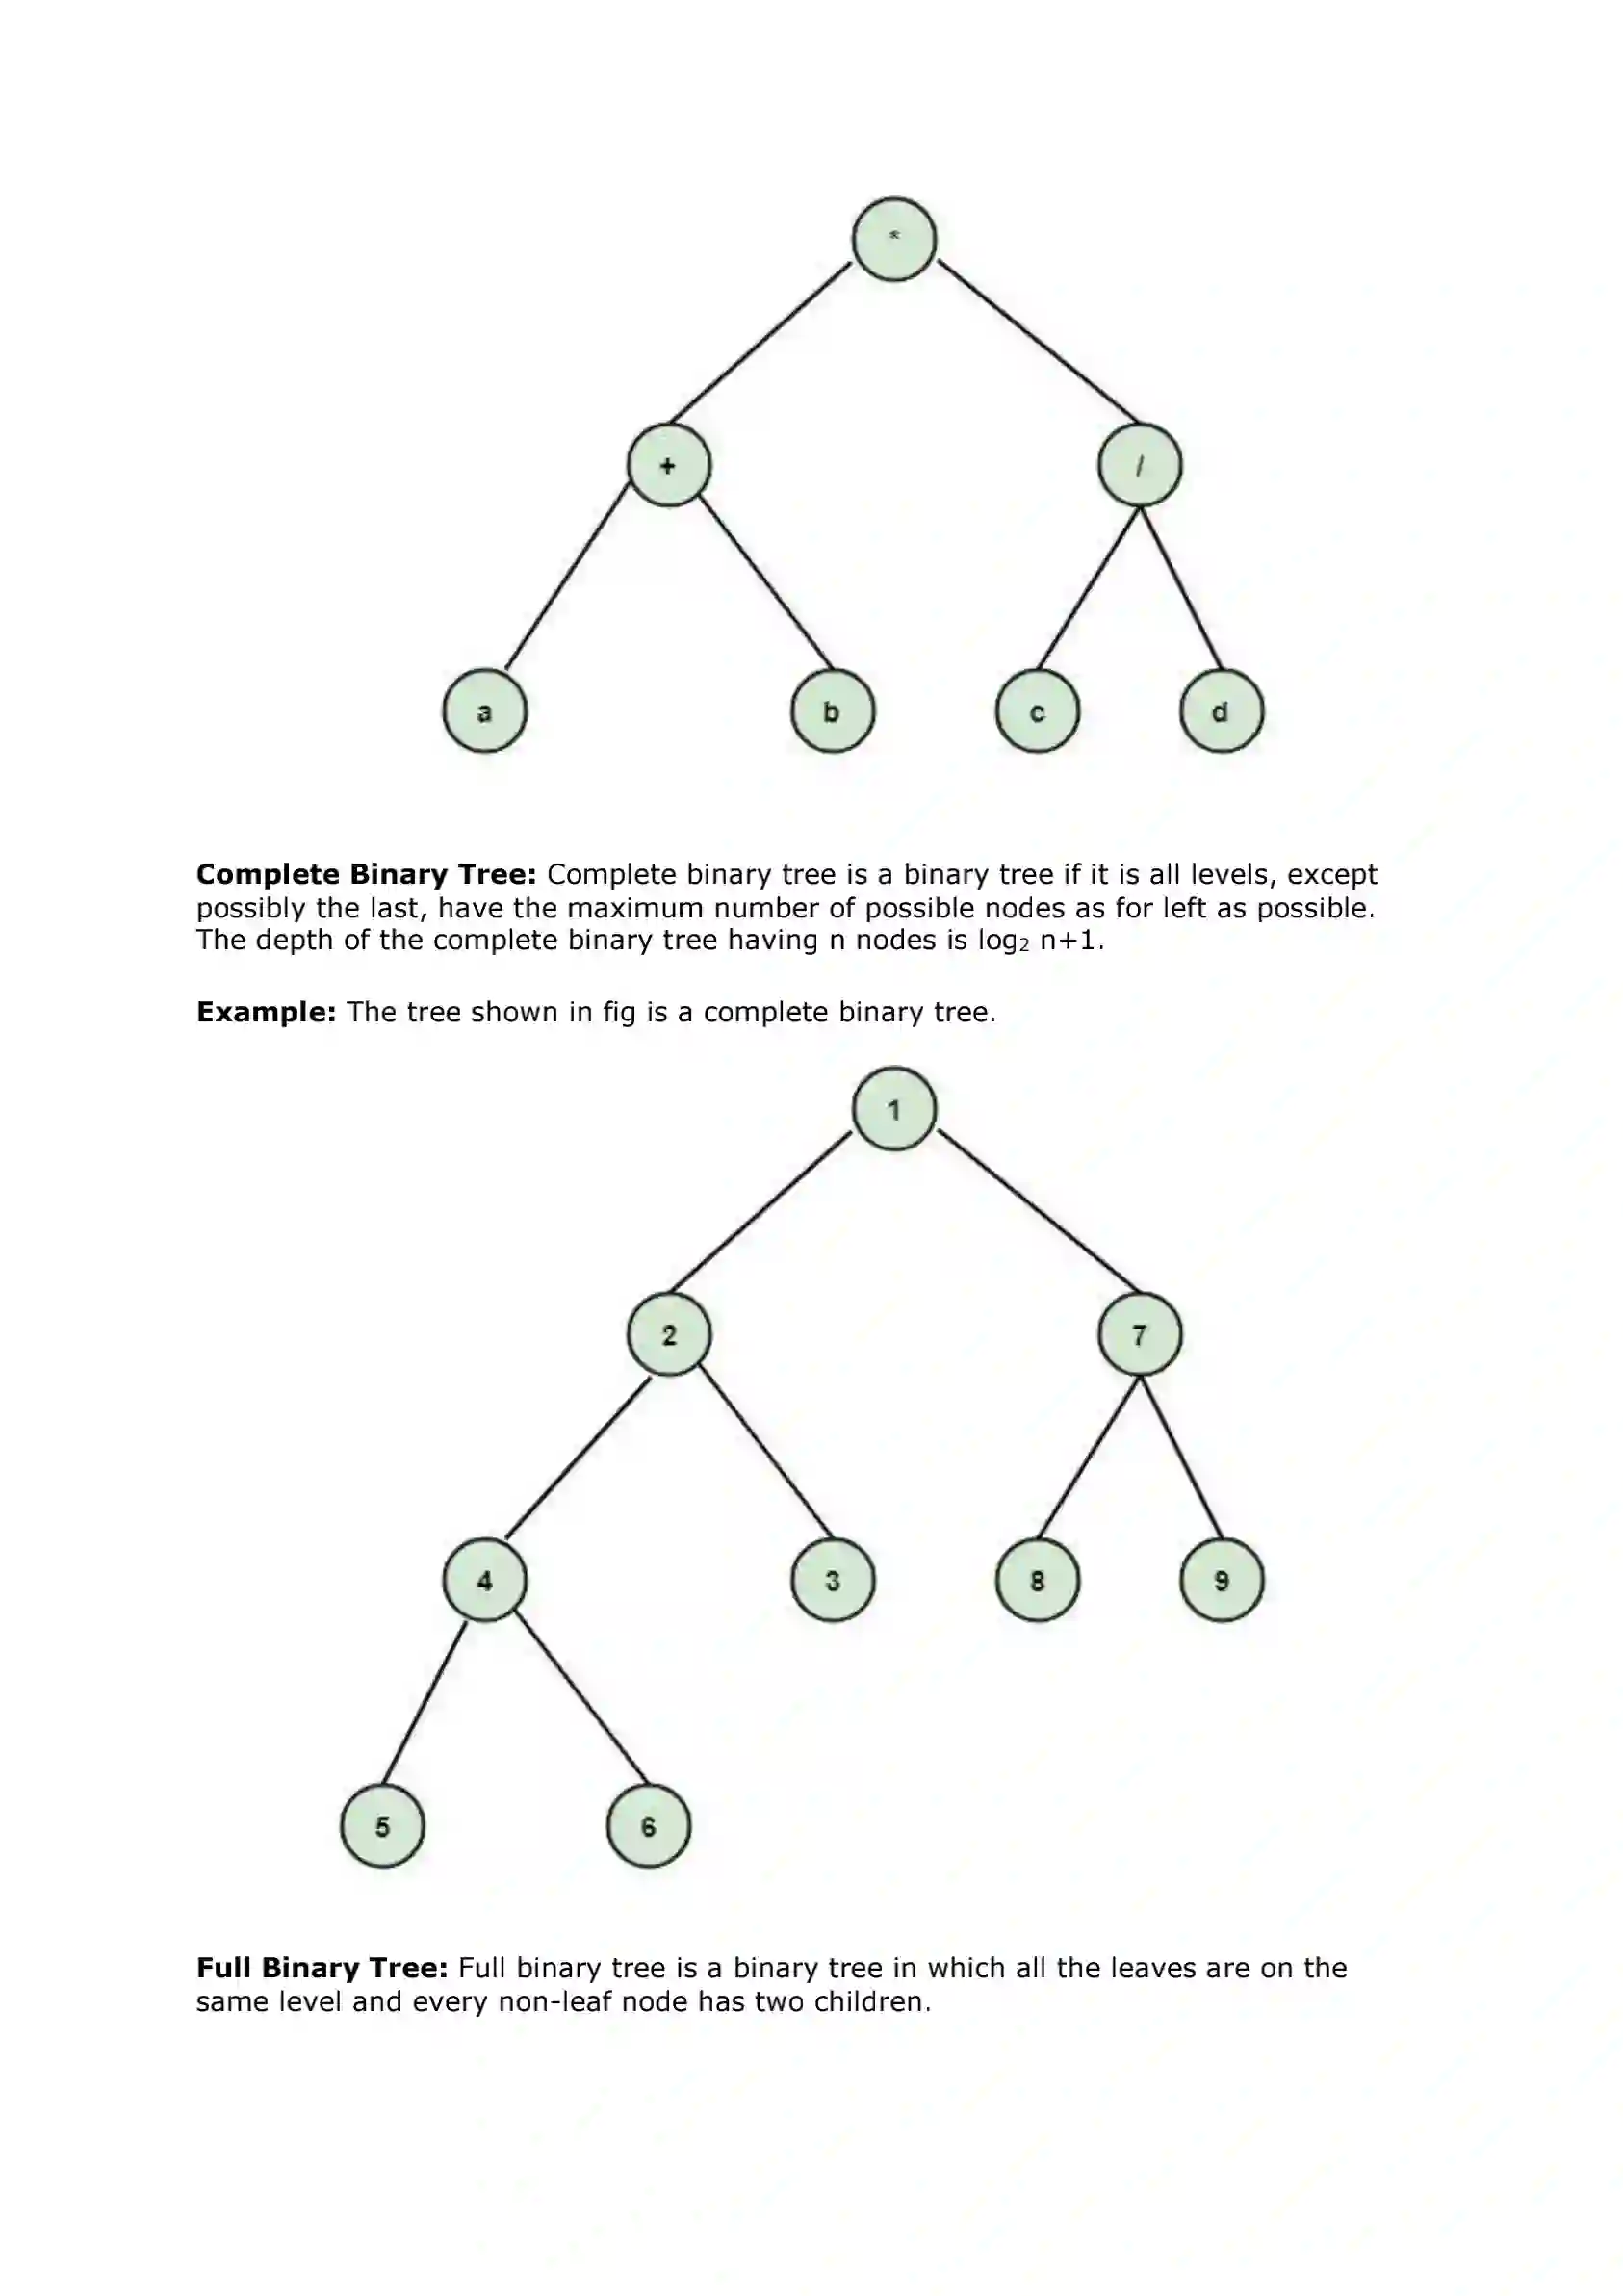 *
+ /
a b c d
Complete Binary Tree: Complete binary tree is a binary tree if it is all levels, except
possibly the last, have the maximum number of possible nodes as for left as possible.
The depth of the complete binary tree having n nodes is log₂ n+1.
Example: The tree shown in fig is a complete binary tree.
1
2 7
4 3 8 9
5 6
Full Binary Tree: Full binary tree is a binary tree in which all the leaves are on the
same level and every non-leaf node has two children.